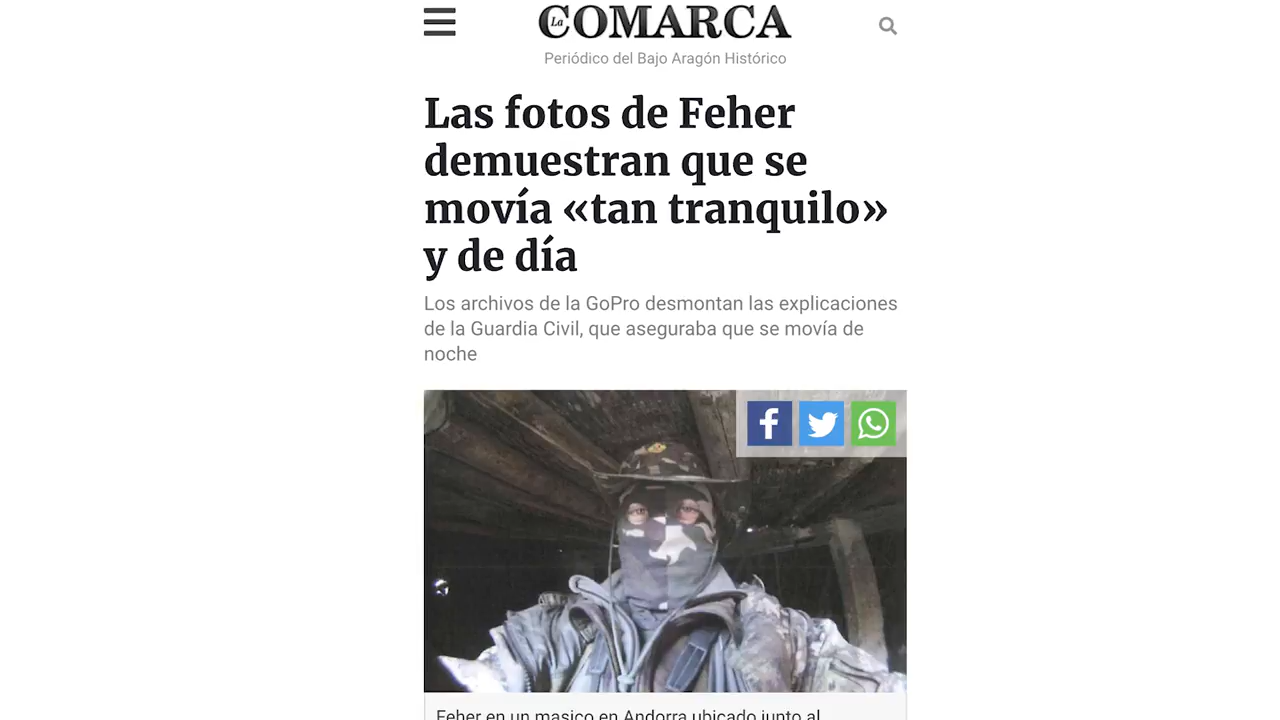 La COMARCA
Periódico del Bajo Aragón Histórico
Las fotos de Feher
demuestran que se
movía «tan tranquilo»
y de día
Los archivos de la GoPro desmontan las explicaciones
de la Guardia Civil, que aseguraba que se movía de
noche
Feher en un masico en Andorra ubicado junto al